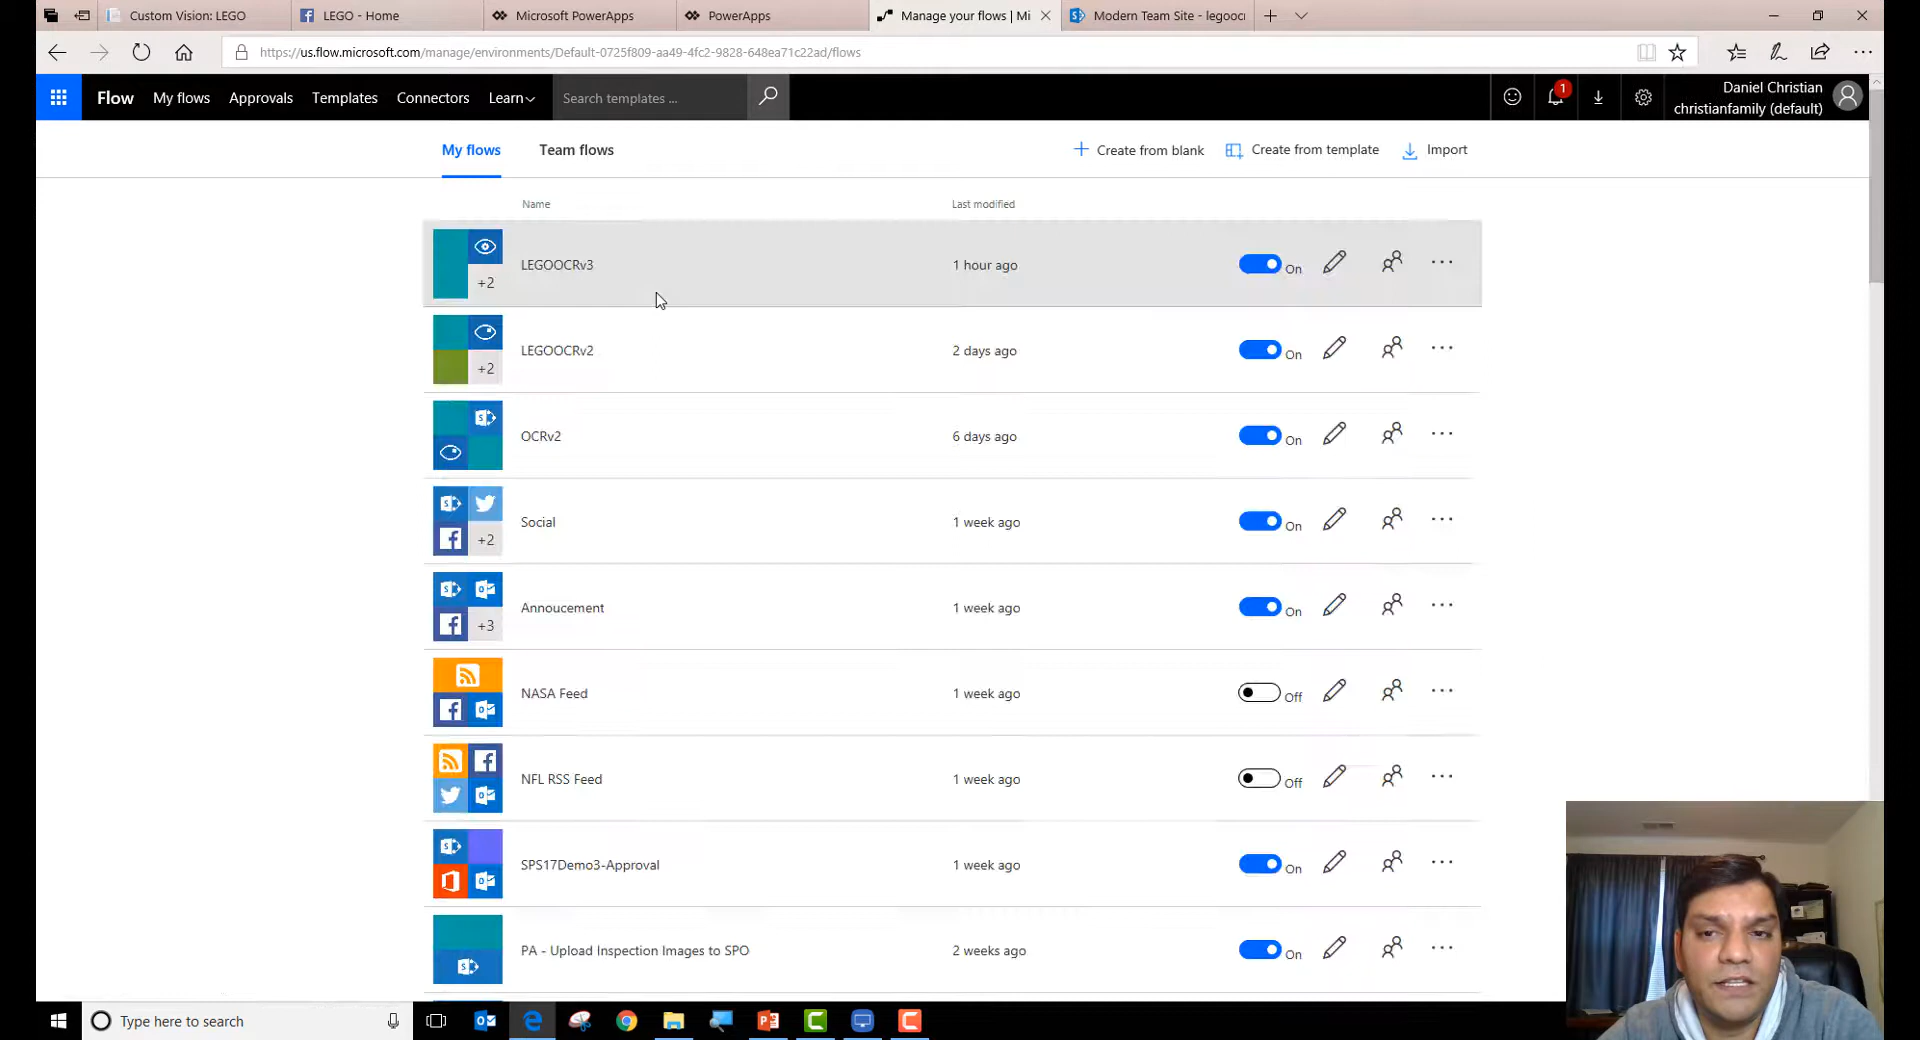 Custom Vision: LEGO
LEGO - Home
Microsoft PowerApps
PowerApps
Manage your flows | Mi
Modern Team Site - legoocr
https://us.flow.microsoft.com/manage/environments/Default-0725f809-aa49-4fc2-9828-648ea71c22ad/flows
Flow
My flows
Approvals
Templates
Connectors
Learn
Search templates ...
1
Daniel Christian
christianfamily (default)
My flows
Team flows
Create from blank
Create from template
Import
Name
Last modified
+2
LEGOOCRv3
1 hour ago
On
+2
LEGOOCRv2
2 days ago
On
OCRv2
6 days ago
On
+2
Social
1 week ago
On
+3
Annoucement
1 week ago
On
NASA Feed
1 week ago
Off
NFL RSS Feed
1 week ago
Off
SPS17Demo3-Approval
1 week ago
On
PA - Upload Inspection Images to SPO
2 weeks ago
On
Type here to search